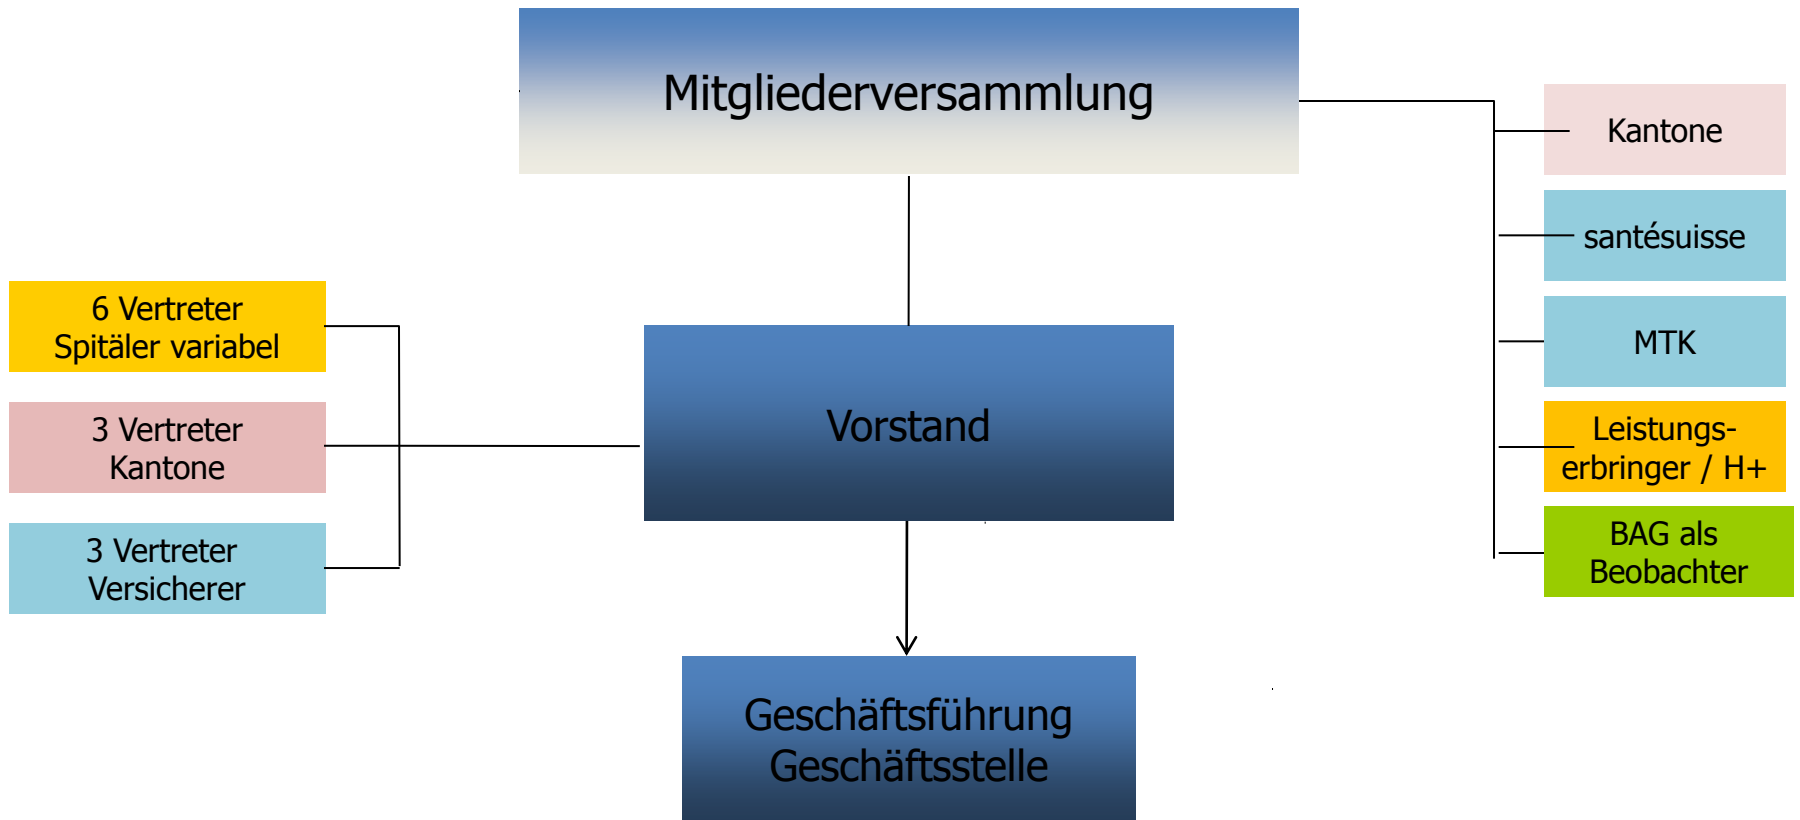 Mitgliederversammlung
Kantone
santésuisse
MTK
Leistungs-
erbringer / H+
BAG als
Beobachter
6 Vertreter
Spitäler variabel
3 Vertreter
Kantone
3 Vertreter
Versicherer
Vorstand
Geschäftsführung
Geschäftsstelle